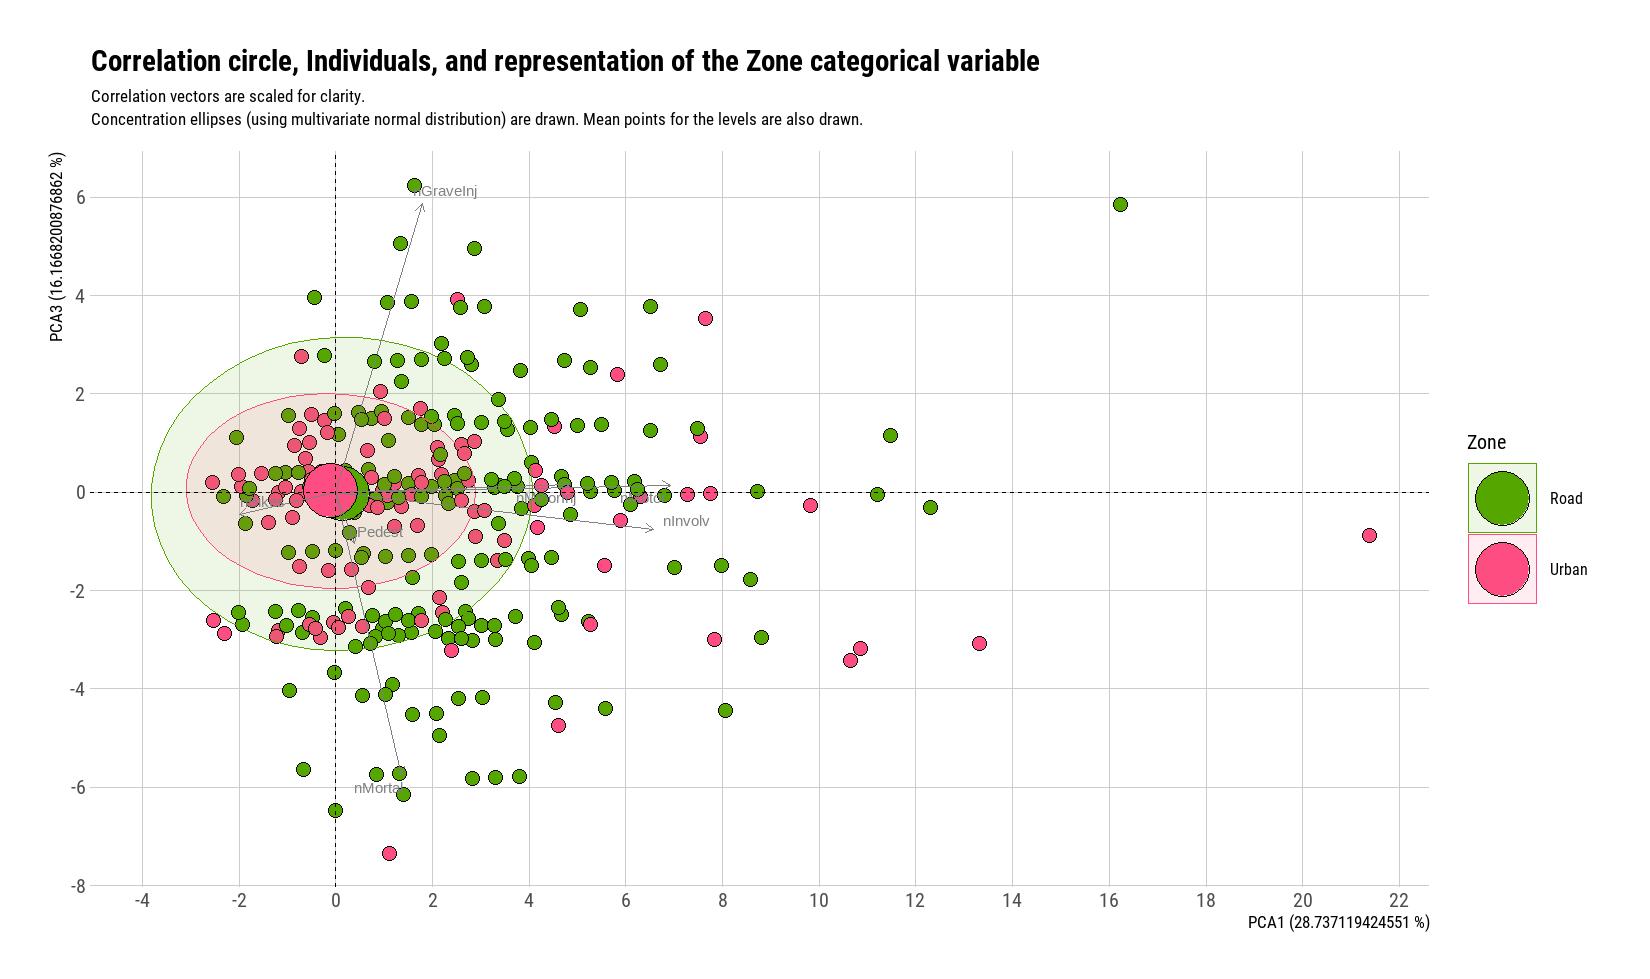 Correlation circle, Individuals, and representation of the Zone categorical variable
Correlation vectors are scaled for clarity.
Concentration ellipses (using multivariate normal distribution) are drawn. Mean points for the levels are also drawn.
PCA3 (16.1668200876862 %)
6
4
2
0
-2
-4
-6
-8
nGraveInj
nInvolv
Pedest
nMortal
-4
-2
0
2
4
6
8
10
12
14
16
18
20
22
PCA1 (28.737119424551 %)
Zone
Road
Urban